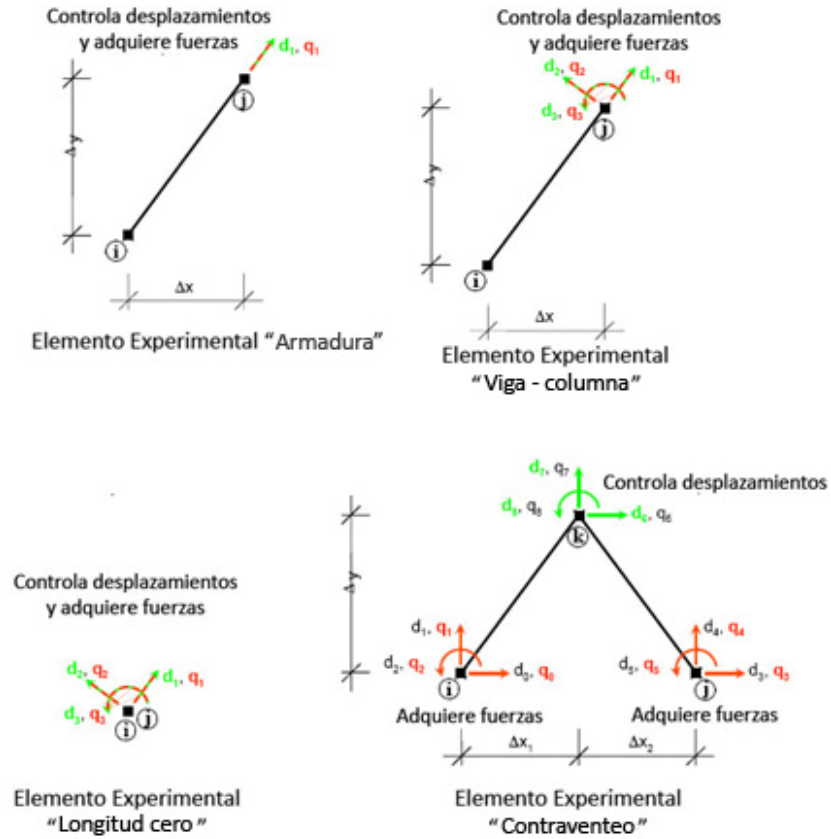 Controla desplazamientos
y adquiere fuerzas
d₁, q₁
j
Δy
i
Δx
Elemento Experimental “Armadura”
Controla desplazamientos
y adquiere fuerzas
d₂, q₂
d₁, q₁
d₃, q₃
j
Δy
i
Δx
Elemento Experimental
“Viga - columna”
Controla desplazamientos
y adquiere fuerzas
d₂, q₂
d₁, q₁
d₃, q₃
i j
Elemento Experimental
“Longitud cero”
d₇, q₇
Controla desplazamientos
d₈, q₈
d₆, q₆
k
Δy
d₁, q₁
d₄, q₄
d₂, q₂
d₀, q₀
d₅, q₅
d₃, q₃
i
j
Adquiere fuerzas
Adquiere fuerzas
Δx₁
Δx₂
Elemento Experimental
“Contraventeo”